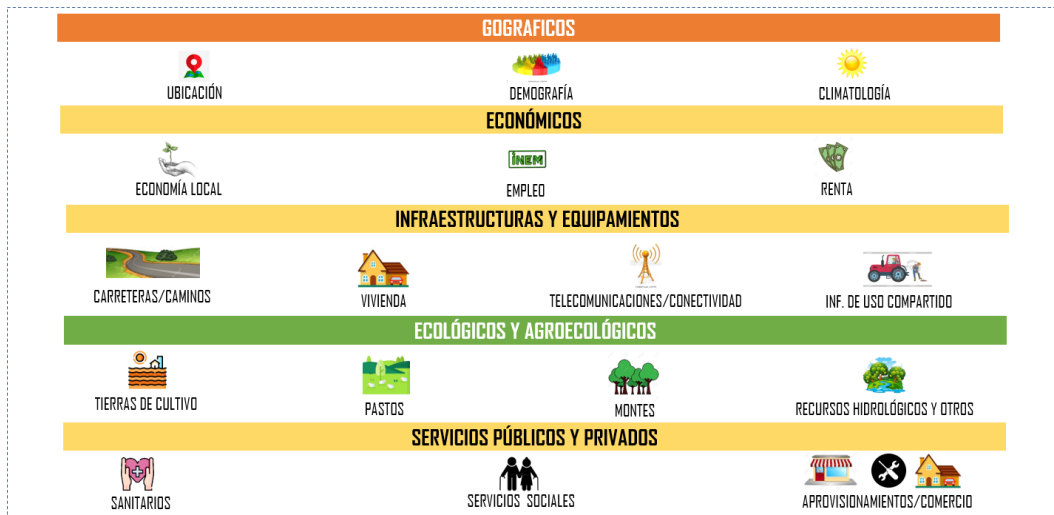 GOGRAFICOS
UBICACIÓN
DEMOGRAFÍA
CLIMATOLOGÍA
ECONÓMICOS
INEM
ECONOMÍA LOCAL
EMPLEO
RENTA
INFRAESTRUCTURAS Y EQUIPAMIENTOS
CARRETERAS/CAMINOS
VIVIENDA
TELECOMUNICACIONES/CONECTIVIDAD
INF. DE USO COMPARTIDO
ECOLÓGICOS Y AGROECOLÓGICOS
TIERRAS DE CULTIVO
PASTOS
MONTES
RECURSOS HIDROLÓGICOS Y OTROS
SERVICIOS PÚBLICOS Y PRIVADOS
SANITARIOS
SERVICIOS SOCIALES
APROVISIONAMIENTOS/COMERCIO